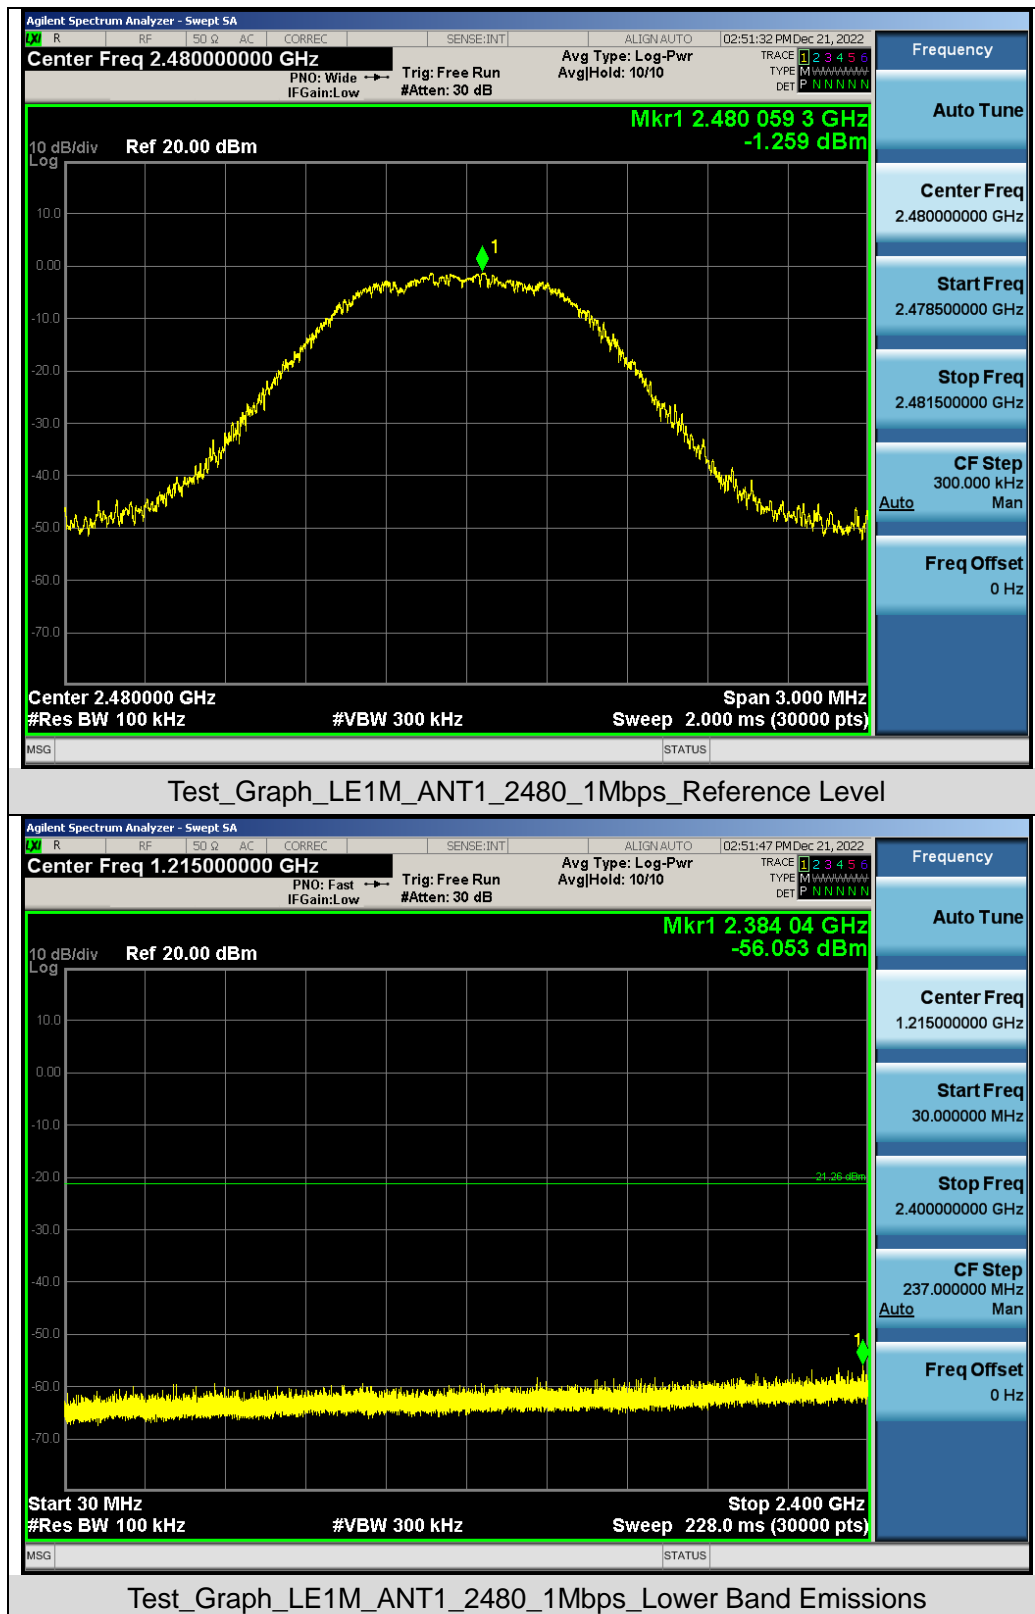 Agilent Spectrum Analyzer - Swept SA
LXI R RF 50 Ω AC CORREC SENSE:INT ALIGN AUTO 02:51:32 PM Dec 21, 2022
Center Freq 2.480000000 GHz
PNO: Wide
IFGain:Low
Trig: Free Run
#Atten: 30 dB
Avg Type: Log-Pwr
Avg|Hold: 10/10
TRACE 1 2 3 4 5 6
TYPE M WWWWW
DET P N N N N N
Mkr1 2.480 059 3 GHz
-1.259 dBm
10 dB/div Ref 20.00 dBm
Log
10.0
0.00
-10.0
-20.0
-30.0
-40.0
-50.0
-60.0
-70.0
1
Center 2.480000 GHz Span 3.000 MHz
#Res BW 100 kHz #VBW 300 kHz Sweep 2.000 ms (30000 pts)
MSG STATUS
Frequency
Auto Tune
Center Freq
2.480000000 GHz
Start Freq
2.478500000 GHz
Stop Freq
2.481500000 GHz
CF Step
300.000 kHz
Auto Man
Freq Offset
0 Hz
Test_Graph_LE1M_ANT1_2480_1Mbps_Reference Level
Agilent Spectrum Analyzer - Swept SA
LXI R RF 50 Ω AC CORREC SENSE:INT ALIGN AUTO 02:51:47 PM Dec 21, 2022
Center Freq 1.215000000 GHz
PNO: Fast
IFGain:Low
Trig: Free Run
#Atten: 30 dB
Avg Type: Log-Pwr
Avg|Hold: 10/10
TRACE 1 2 3 4 5 6
TYPE M WWWWW
DET P N N N N N
Mkr1 2.384 04 GHz
-56.053 dBm
10 dB/div Ref 20.00 dBm
Log
10.0
0.00
-10.0
-20.0
-30.0
-40.0
-50.0
-60.0
-70.0
-21.26 dBm
1
Start 30 MHz Stop 2.400 GHz
#Res BW 100 kHz #VBW 300 kHz Sweep 228.0 ms (30000 pts)
MSG STATUS
Frequency
Auto Tune
Center Freq
1.215000000 GHz
Start Freq
30.000000 MHz
Stop Freq
2.400000000 GHz
CF Step
237.000000 MHz
Auto Man
Freq Offset
0 Hz
Test_Graph_LE1M_ANT1_2480_1Mbps_Lower Band Emissions